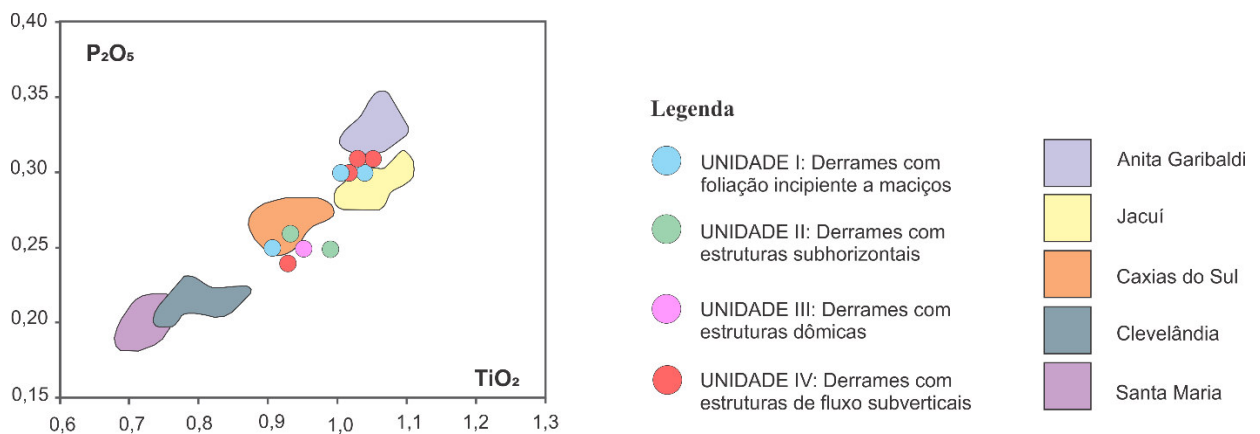 0,40
P₂O₅
0,35
0,30
0,25
0,20
0,15
TiO₂
0,6 0,7 0,8 0,9 1,0 1,1 1,2 1,3
Legenda
UNIDADE I: Derrames com
foliação incipiente a maciços
UNIDADE II: Derrames com
estruturas subhorizontais
UNIDADE III: Derrames com
estruturas dômicas
UNIDADE IV: Derrames com
estruturas de fluxo subverticais
Anita Garibaldi
Jacuí
Caxias do Sul
Clevelândia
Santa Maria